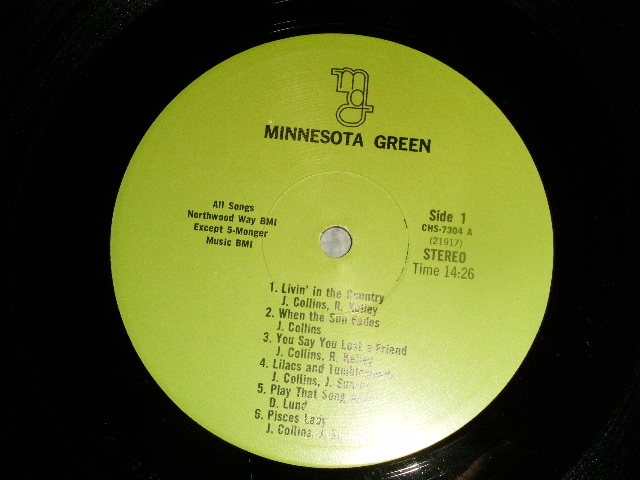 mg
MINNESOTA GREEN
All Songs
Northwood Way BMI
Except 5-Monger
Music BMI
Side 1
CHS-7304 A
(21917)
STEREO
Time 14:26
1. Livin' in the Country
J. Collins, R. Kelley
2. When the Sun Fades
J. Collins
3. You Say You Lost a Friend
J. Collins, R. Kelley
4. Lilacs and Tumbleweeds
J. Collins, J.
5. Play That Song
D. Lund
6. Pisces Lady
J. Collins, J.